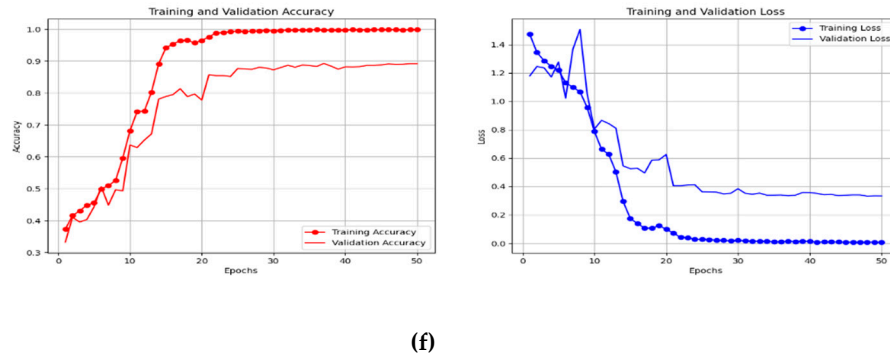 Training and Validation Accuracy
1.0
0.9
0.8
0.7
0.6
0.5
0.4
0.3
Accuracy
0
10
20
30
40
50
Epochs
Training Accuracy
Validation Accuracy
Training and Validation Loss
1.4
1.2
1.0
0.8
0.6
0.4
0.2
0.0
Loss
0
10
20
30
40
50
Epochs
Training Loss
Validation Loss
(f)